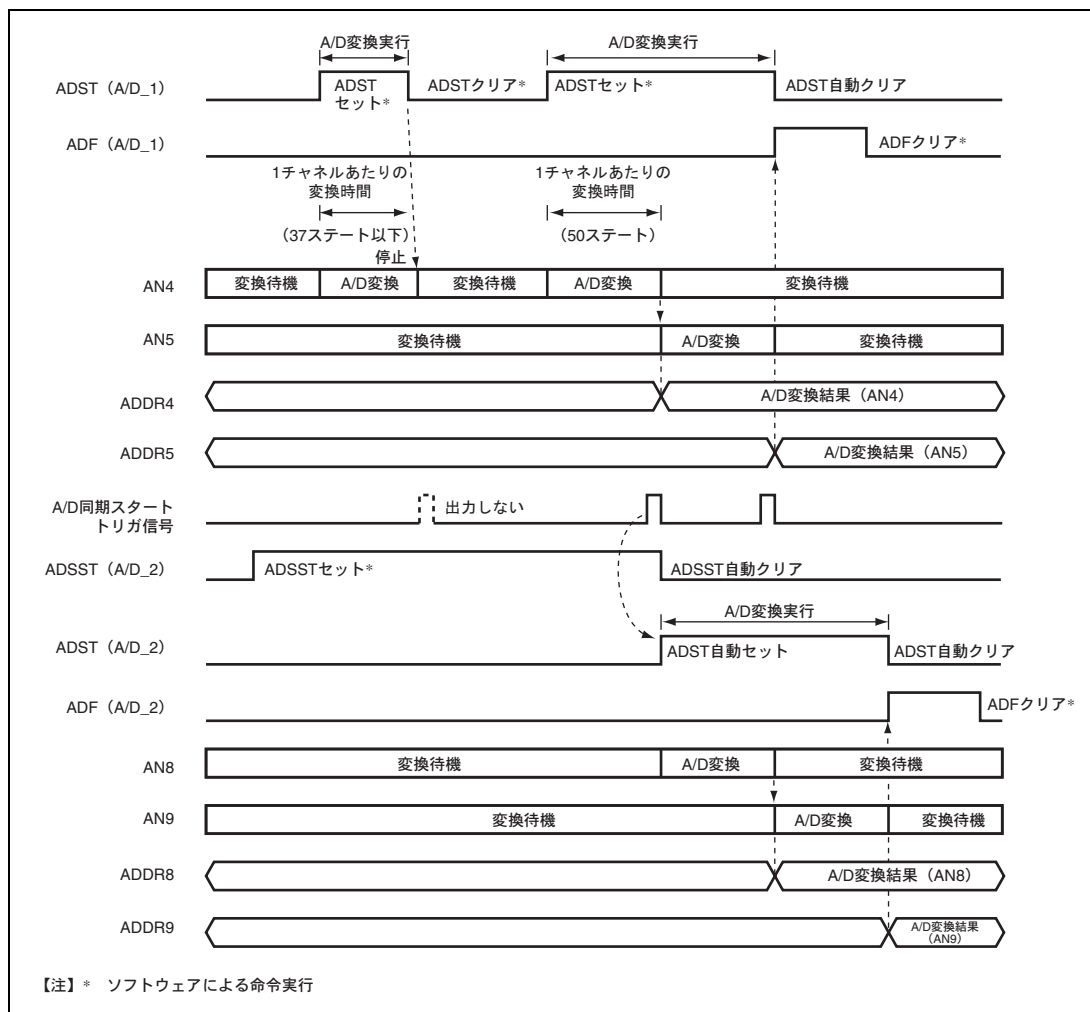 A/D変換実行
A/D変換実行
ADST（A/D_1）
ADST
セット*
ADSTクリア*
ADSTセット*
ADST自動クリア
ADF（A/D_1）
ADFクリア*
1チャネルあたりの
変換時間
1チャネルあたりの
変換時間
（37ステート以下）
（50ステート）
停止
AN4
変換待機
A/D変換
変換待機
A/D変換
変換待機
AN5
変換待機
A/D変換
変換待機
ADDR4
A/D変換結果（AN4）
ADDR5
A/D変換結果（AN5）
A/D同期スタート
トリガ信号
出力しない
ADSST（A/D_2）
ADSSTセット*
ADSST自動クリア
A/D変換実行
ADST（A/D_2）
ADST自動セット
ADST自動クリア
ADF（A/D_2）
ADFクリア*
AN8
変換待機
A/D変換
変換待機
AN9
変換待機
A/D変換
変換待機
ADDR8
A/D変換結果（AN8）
ADDR9
A/D変換結果
（AN9）
【注】* ソフトウェアによる命令実行